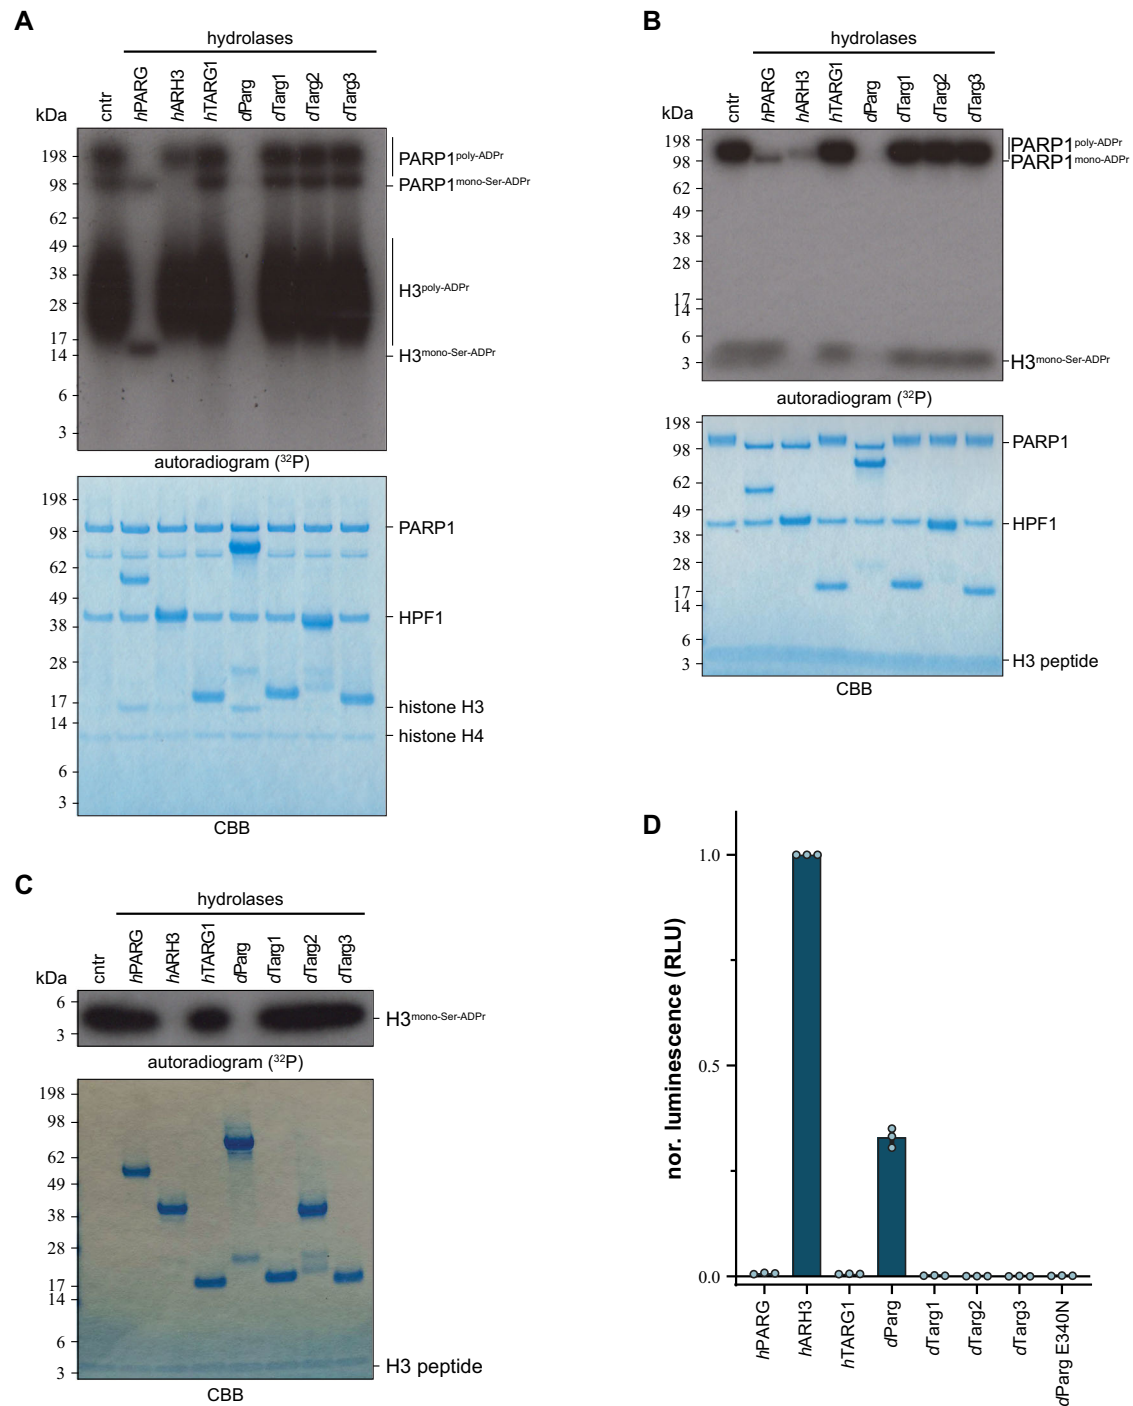 A
hydrolases
kDa
cntr
hPARG
hARH3
hTARG1
dParg
dTarg1
dTarg2
dTarg3
198
98
62
49
38
28
17
14
6
3
PARP1poly-ADPr
PARP1mono-Ser-ADPr
H3poly-ADPr
H3mono-Ser-ADPr
autoradiogram (32P)
198
98
62
49
38
28
17
14
6
3
PARP1
HPF1
histone H3
histone H4
CBB
B
hydrolases
kDa
cntr
hPARG
hARH3
hTARG1
dParg
dTarg1
dTarg2
dTarg3
198
98
62
49
38
28
17
14
6
3
PARP1poly-ADPr
PARP1mono-ADPr
H3mono-Ser-ADPr
autoradiogram (32P)
198
98
62
49
38
28
17
14
6
3
PARP1
HPF1
H3 peptide
CBB
C
hydrolases
kDa
cntr
hPARG
hARH3
hTARG1
dParg
dTarg1
dTarg2
dTarg3
6
3
H3mono-Ser-ADPr
autoradiogram (32P)
198
98
62
49
38
28
17
14
6
3
H3 peptide
CBB
D
nor. luminescence (RLU)
1.0
0.5
0.0
hPARG
hARH3
hTARG1
dParg
dTarg1
dTarg2
dTarg3
dParg E340N